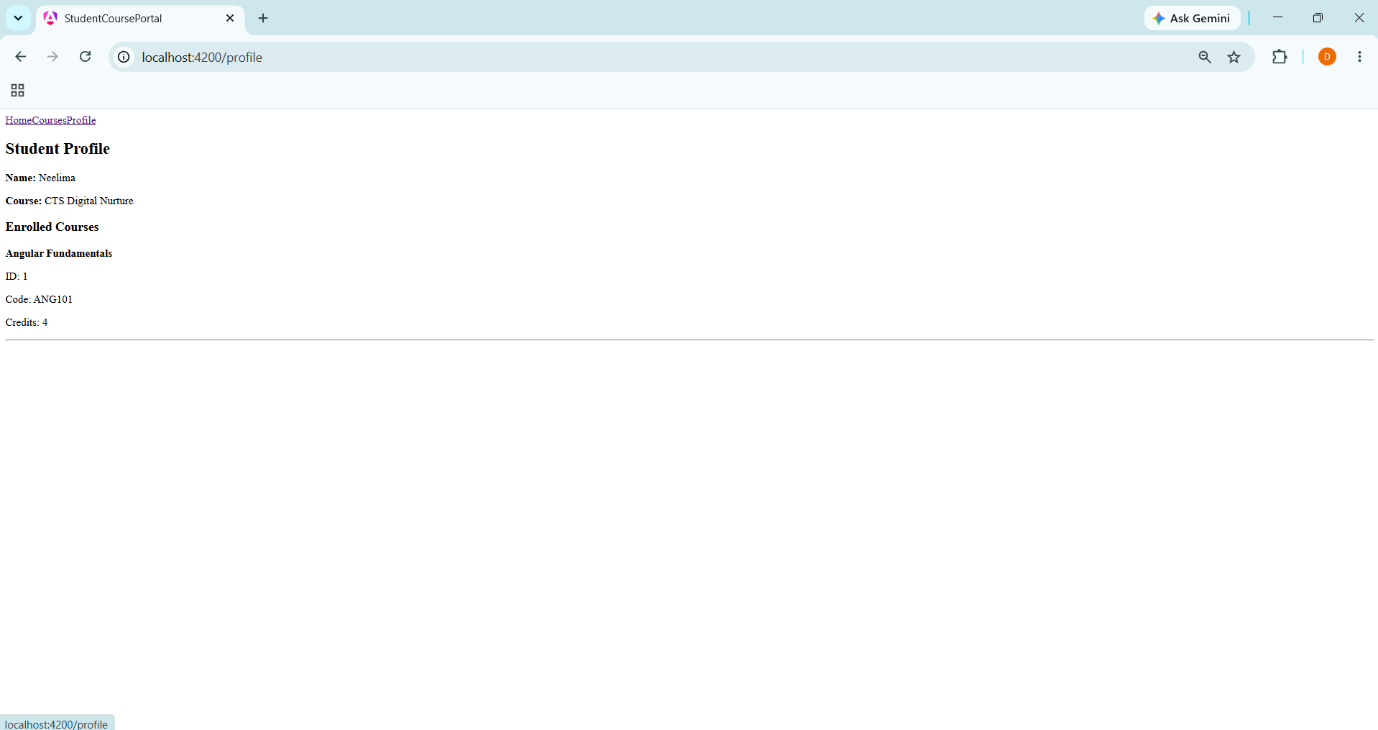 StudentCoursePortal
Ask Gemini
localhost:4200/profile
D
HomeCoursesProfile
Student Profile
Name: Neelima
Course: CTS Digital Nurture
Enrolled Courses
Angular Fundamentals
ID: 1
Code: ANG101
Credits: 4
localhost:4200/profile